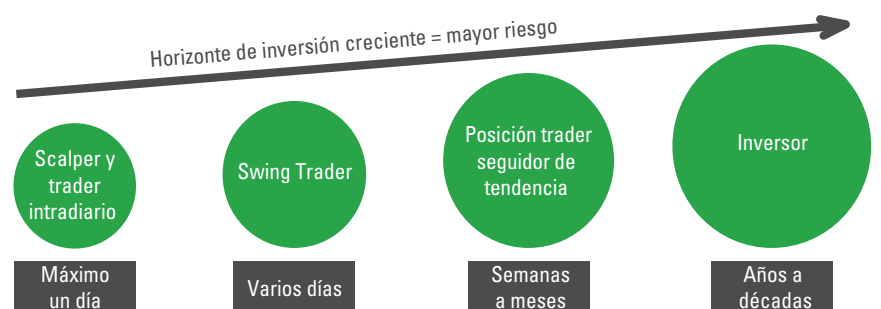 Horizonte de inversión creciente = mayor riesgo
Scalper y
trader
intradiario
Swing Trader
Posición trader
seguidor de
tendencia
Inversor
Máximo
un día
Varios días
Semanas
a meses
Años a
décadas